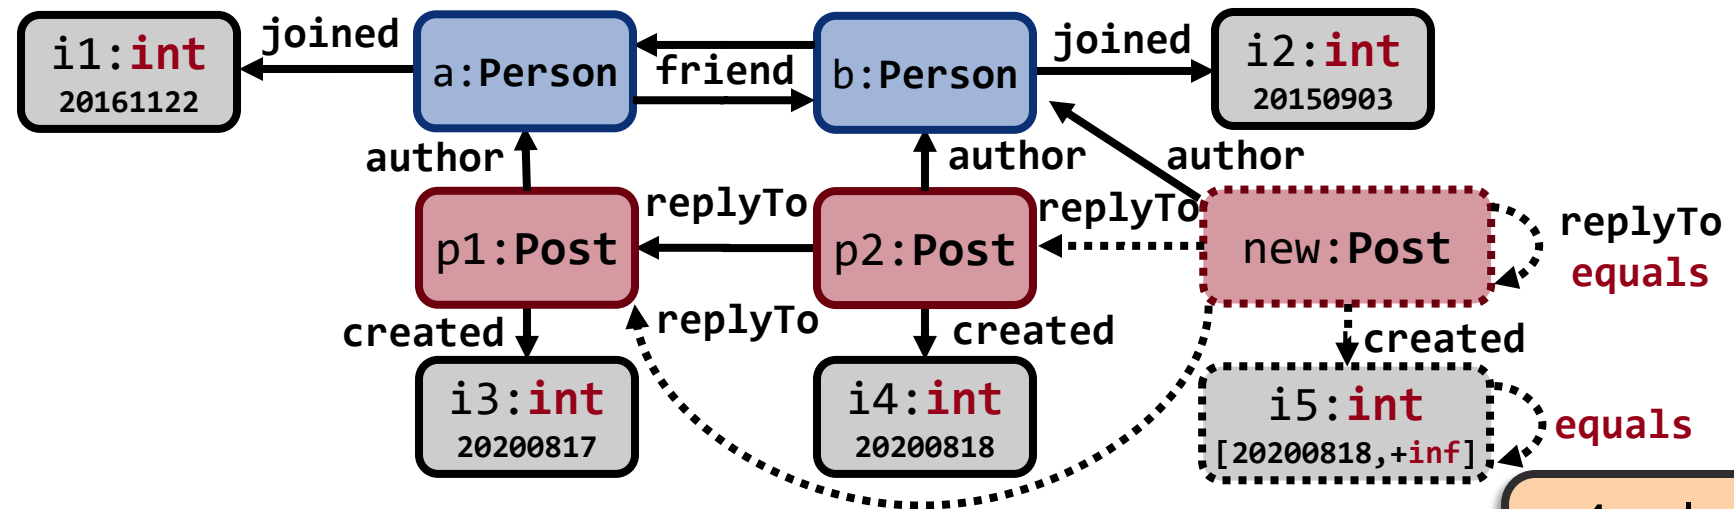 i1:int
20161122
joined
a:Person
friend
b:Person
joined
i2:int
20150903
author
author
author
p1:Post
replyTo
p2:Post
replyTo
new:Post
replyTo
equals
created
replyTo
created
created
i3:int
20200817
i4:int
20200818
i5:int
[20200818,+inf]
equals